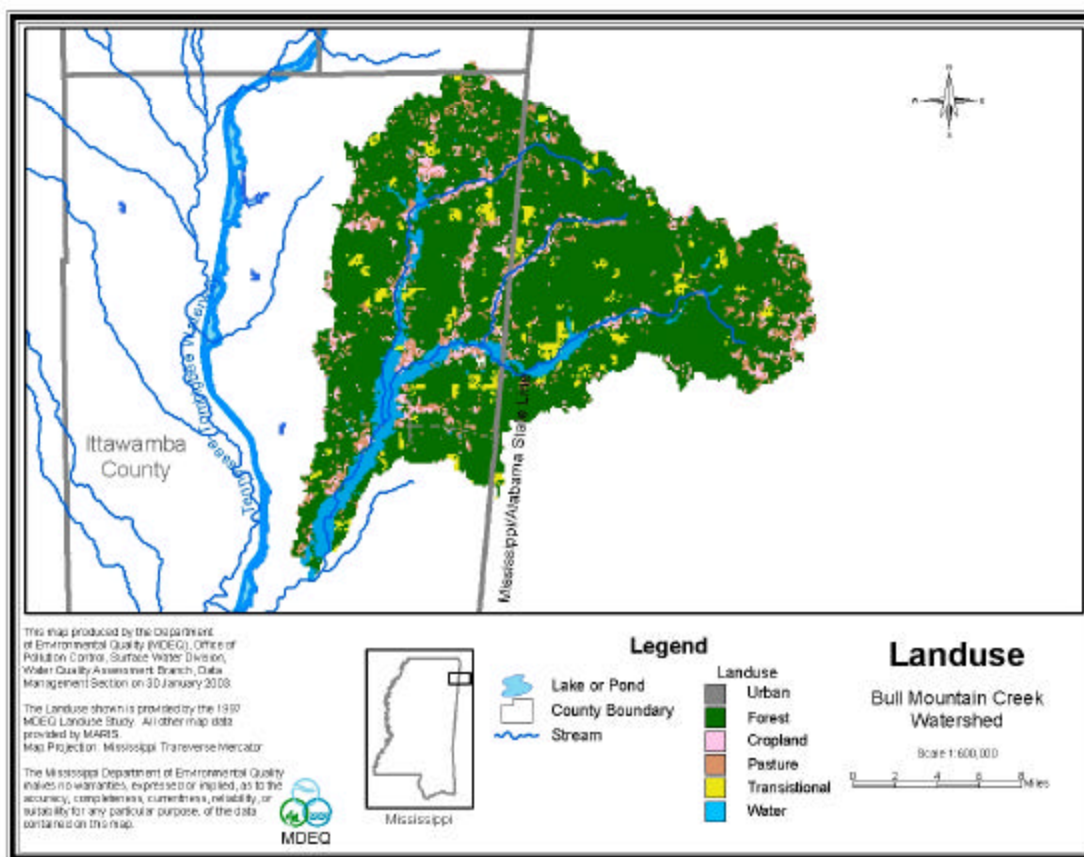 Ittawamba
County
Tennessee Tombigbee Waterway
Mississippi/Alabama State Line
N
W
E
S
This map produced by the Department
of Environmental Quality (MDEQ), Office of
Pollution Control, Surface Water Division,
Water Quality Assessment Branch, Data
Management Section on 30 January 2003.
The Landuse shown is provided by the 1997
MDEQ Landuse Study. All other map data
provided by MARIS.
Map Projection: Mississippi Transverse Mercator
The Mississippi Department of Environmental Quality
makes no warranties, expressed or implied, as to the
accuracy, completeness, currentness, reliability, or
suitability for any particular purpose, of the data
contained on this map.
MDEQ
Mississippi
Legend
Lake or Pond
County Boundary
Stream
Landuse
Urban
Forest
Cropland
Pasture
Transistional
Water
Landuse
Bull Mountain Creek
Watershed
Scale 1:600,000
0 2 4 6 8 Miles